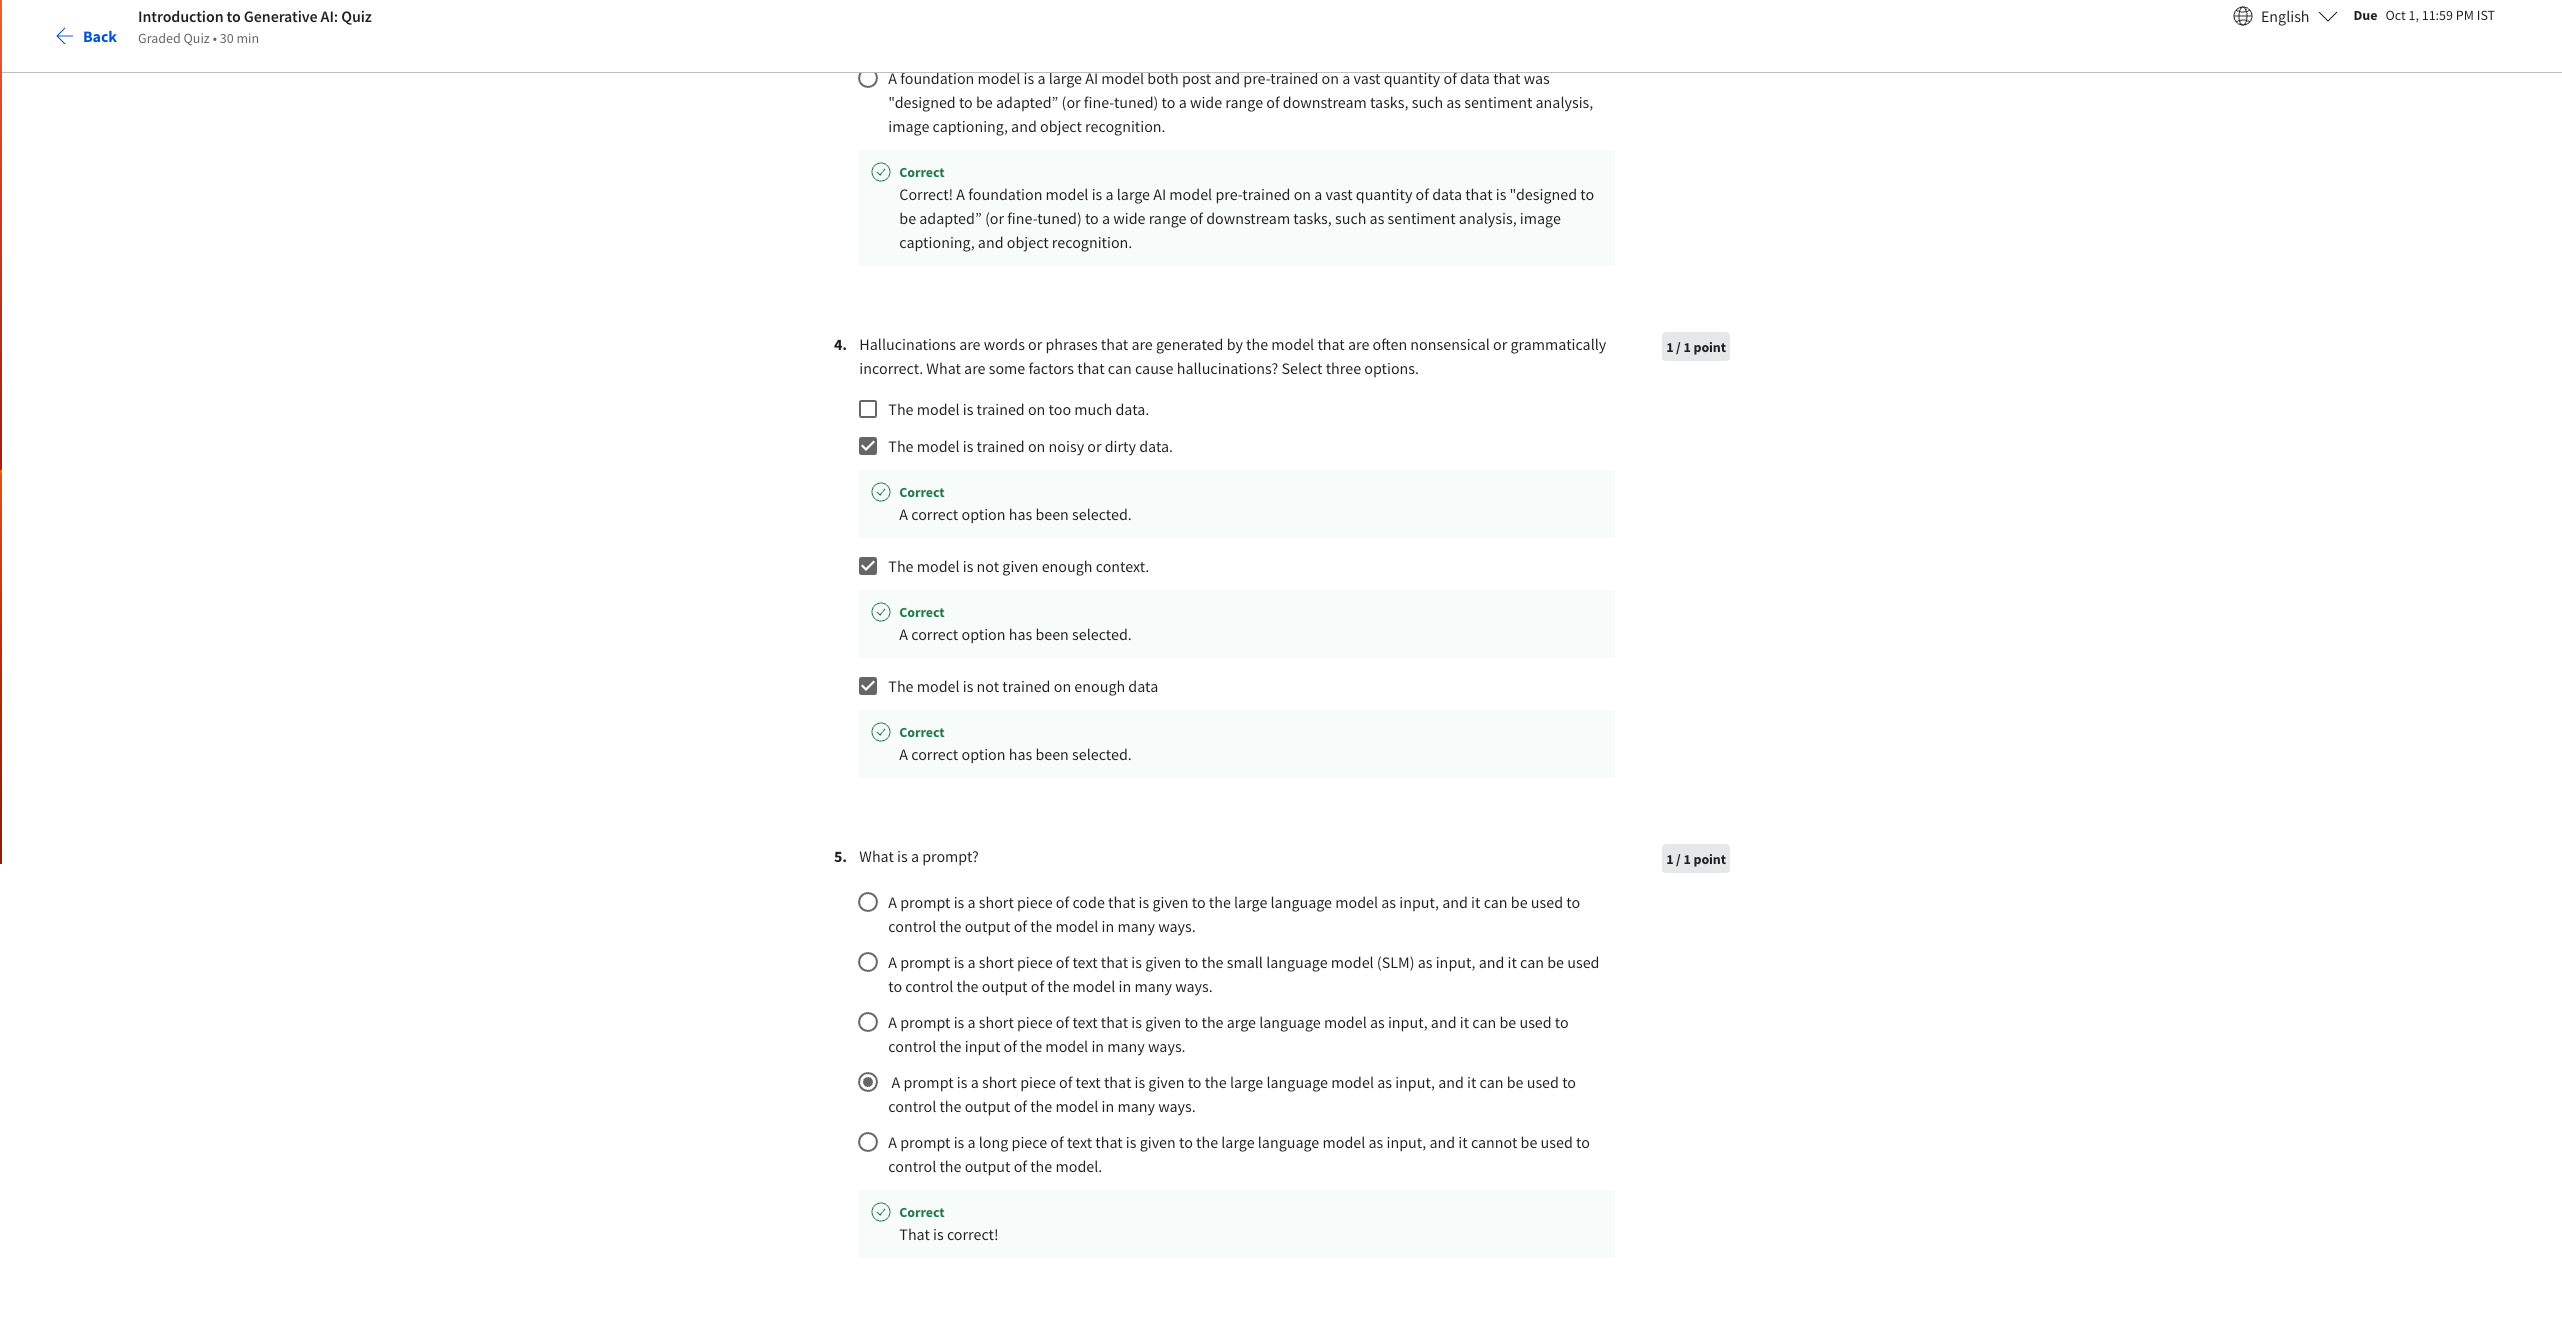 Introduction to Generative AI: Quiz
Back
Graded Quiz • 30 min
English
Due Oct 1, 11:59 PM IST
A foundation model is a large AI model both post and pre-trained on a vast quantity of data that was
"designed to be adapted” (or fine-tuned) to a wide range of downstream tasks, such as sentiment analysis,
image captioning, and object recognition.
Correct
Correct! A foundation model is a large AI model pre-trained on a vast quantity of data that is "designed to
be adapted” (or fine-tuned) to a wide range of downstream tasks, such as sentiment analysis, image
captioning, and object recognition.
4. Hallucinations are words or phrases that are generated by the model that are often nonsensical or grammatically
incorrect. What are some factors that can cause hallucinations? Select three options.
1 / 1 point
The model is trained on too much data.
The model is trained on noisy or dirty data.
Correct
A correct option has been selected.
The model is not given enough context.
Correct
A correct option has been selected.
The model is not trained on enough data
Correct
A correct option has been selected.
5. What is a prompt?
1 / 1 point
A prompt is a short piece of code that is given to the large language model as input, and it can be used to
control the output of the model in many ways.
A prompt is a short piece of text that is given to the small language model (SLM) as input, and it can be used
to control the output of the model in many ways.
A prompt is a short piece of text that is given to the arge language model as input, and it can be used to
control the input of the model in many ways.
A prompt is a short piece of text that is given to the large language model as input, and it can be used to
control the output of the model in many ways.
A prompt is a long piece of text that is given to the large language model as input, and it cannot be used to
control the output of the model.
Correct
That is correct!